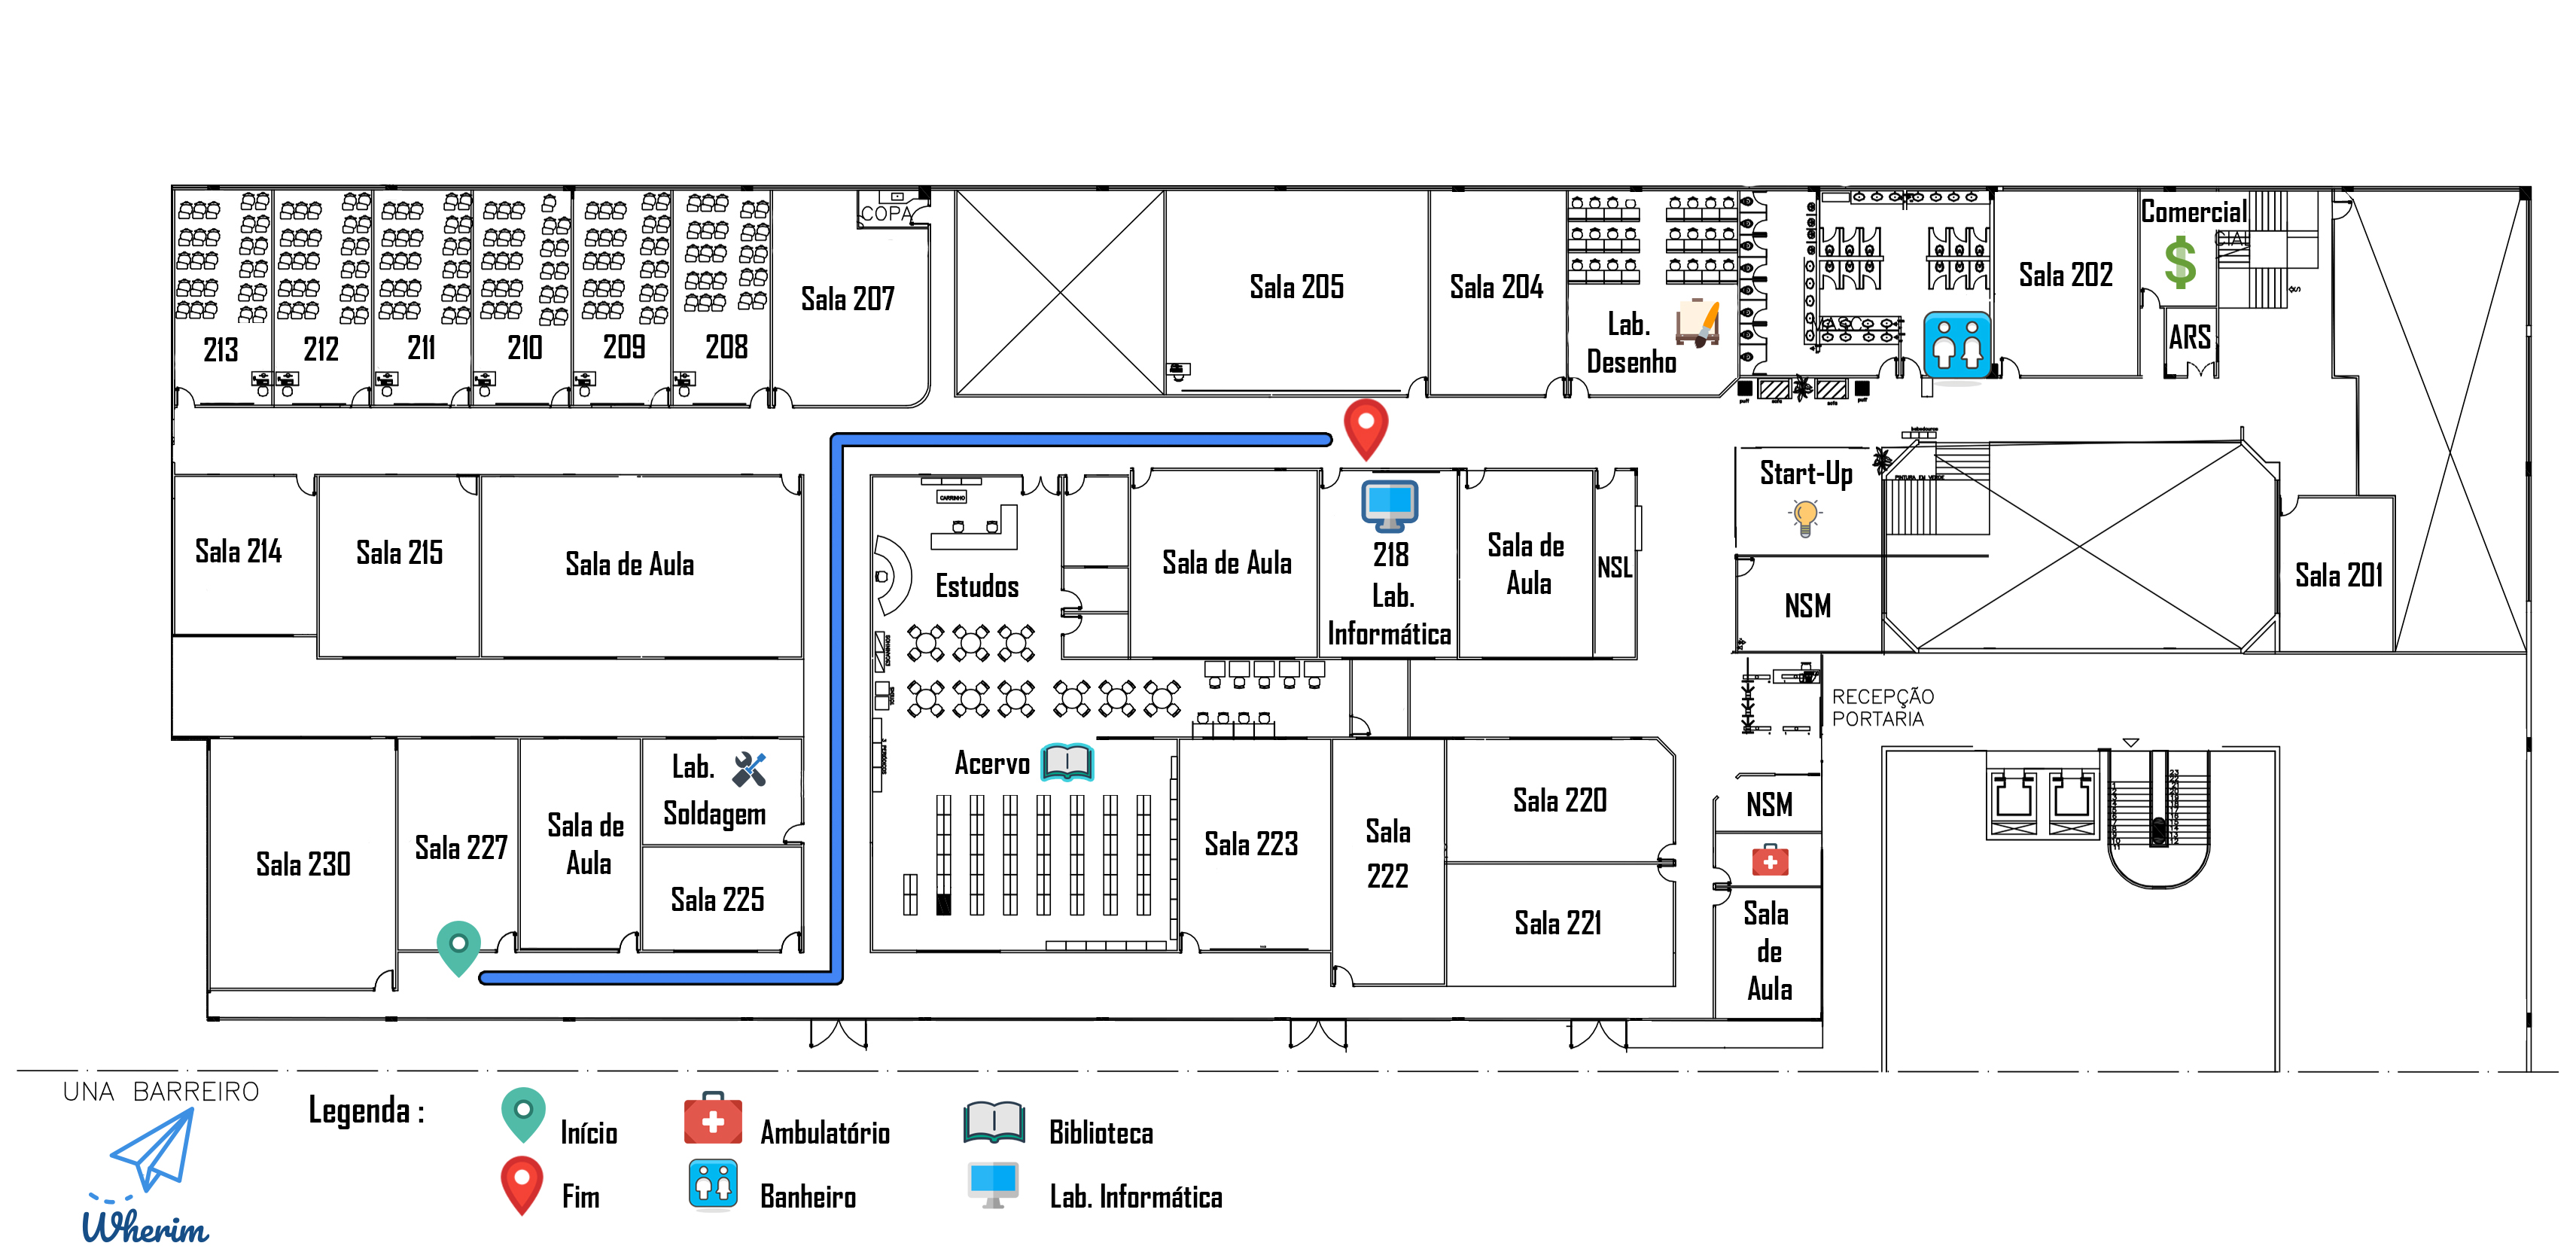 COPA
213
212
211
210
209
208
Sala 207
Sala 205
Sala 204
Lab.
Desenho
Sala 202
Comercial
ARS
Sala 214
Sala 215
Sala de Aula
CARRINHO
Estudos
Sala de Aula
218
Lab.
Informática
Sala de
Aula
NSL
Start-Up
PINTURA EM VERDE
NSM
Sala 201
RECEPÇÃO
PORTARIA
Sala 230
Sala 227
Sala de
Aula
Lab.
Soldagem
Sala 225
Acervo
Sala 223
Sala
222
Sala 220
Sala 221
NSM
Sala
de
Aula
UNA BARREIRO
Wherim
Legenda :
Início
Fim
Ambulatório
Banheiro
Biblioteca
Lab. Informática